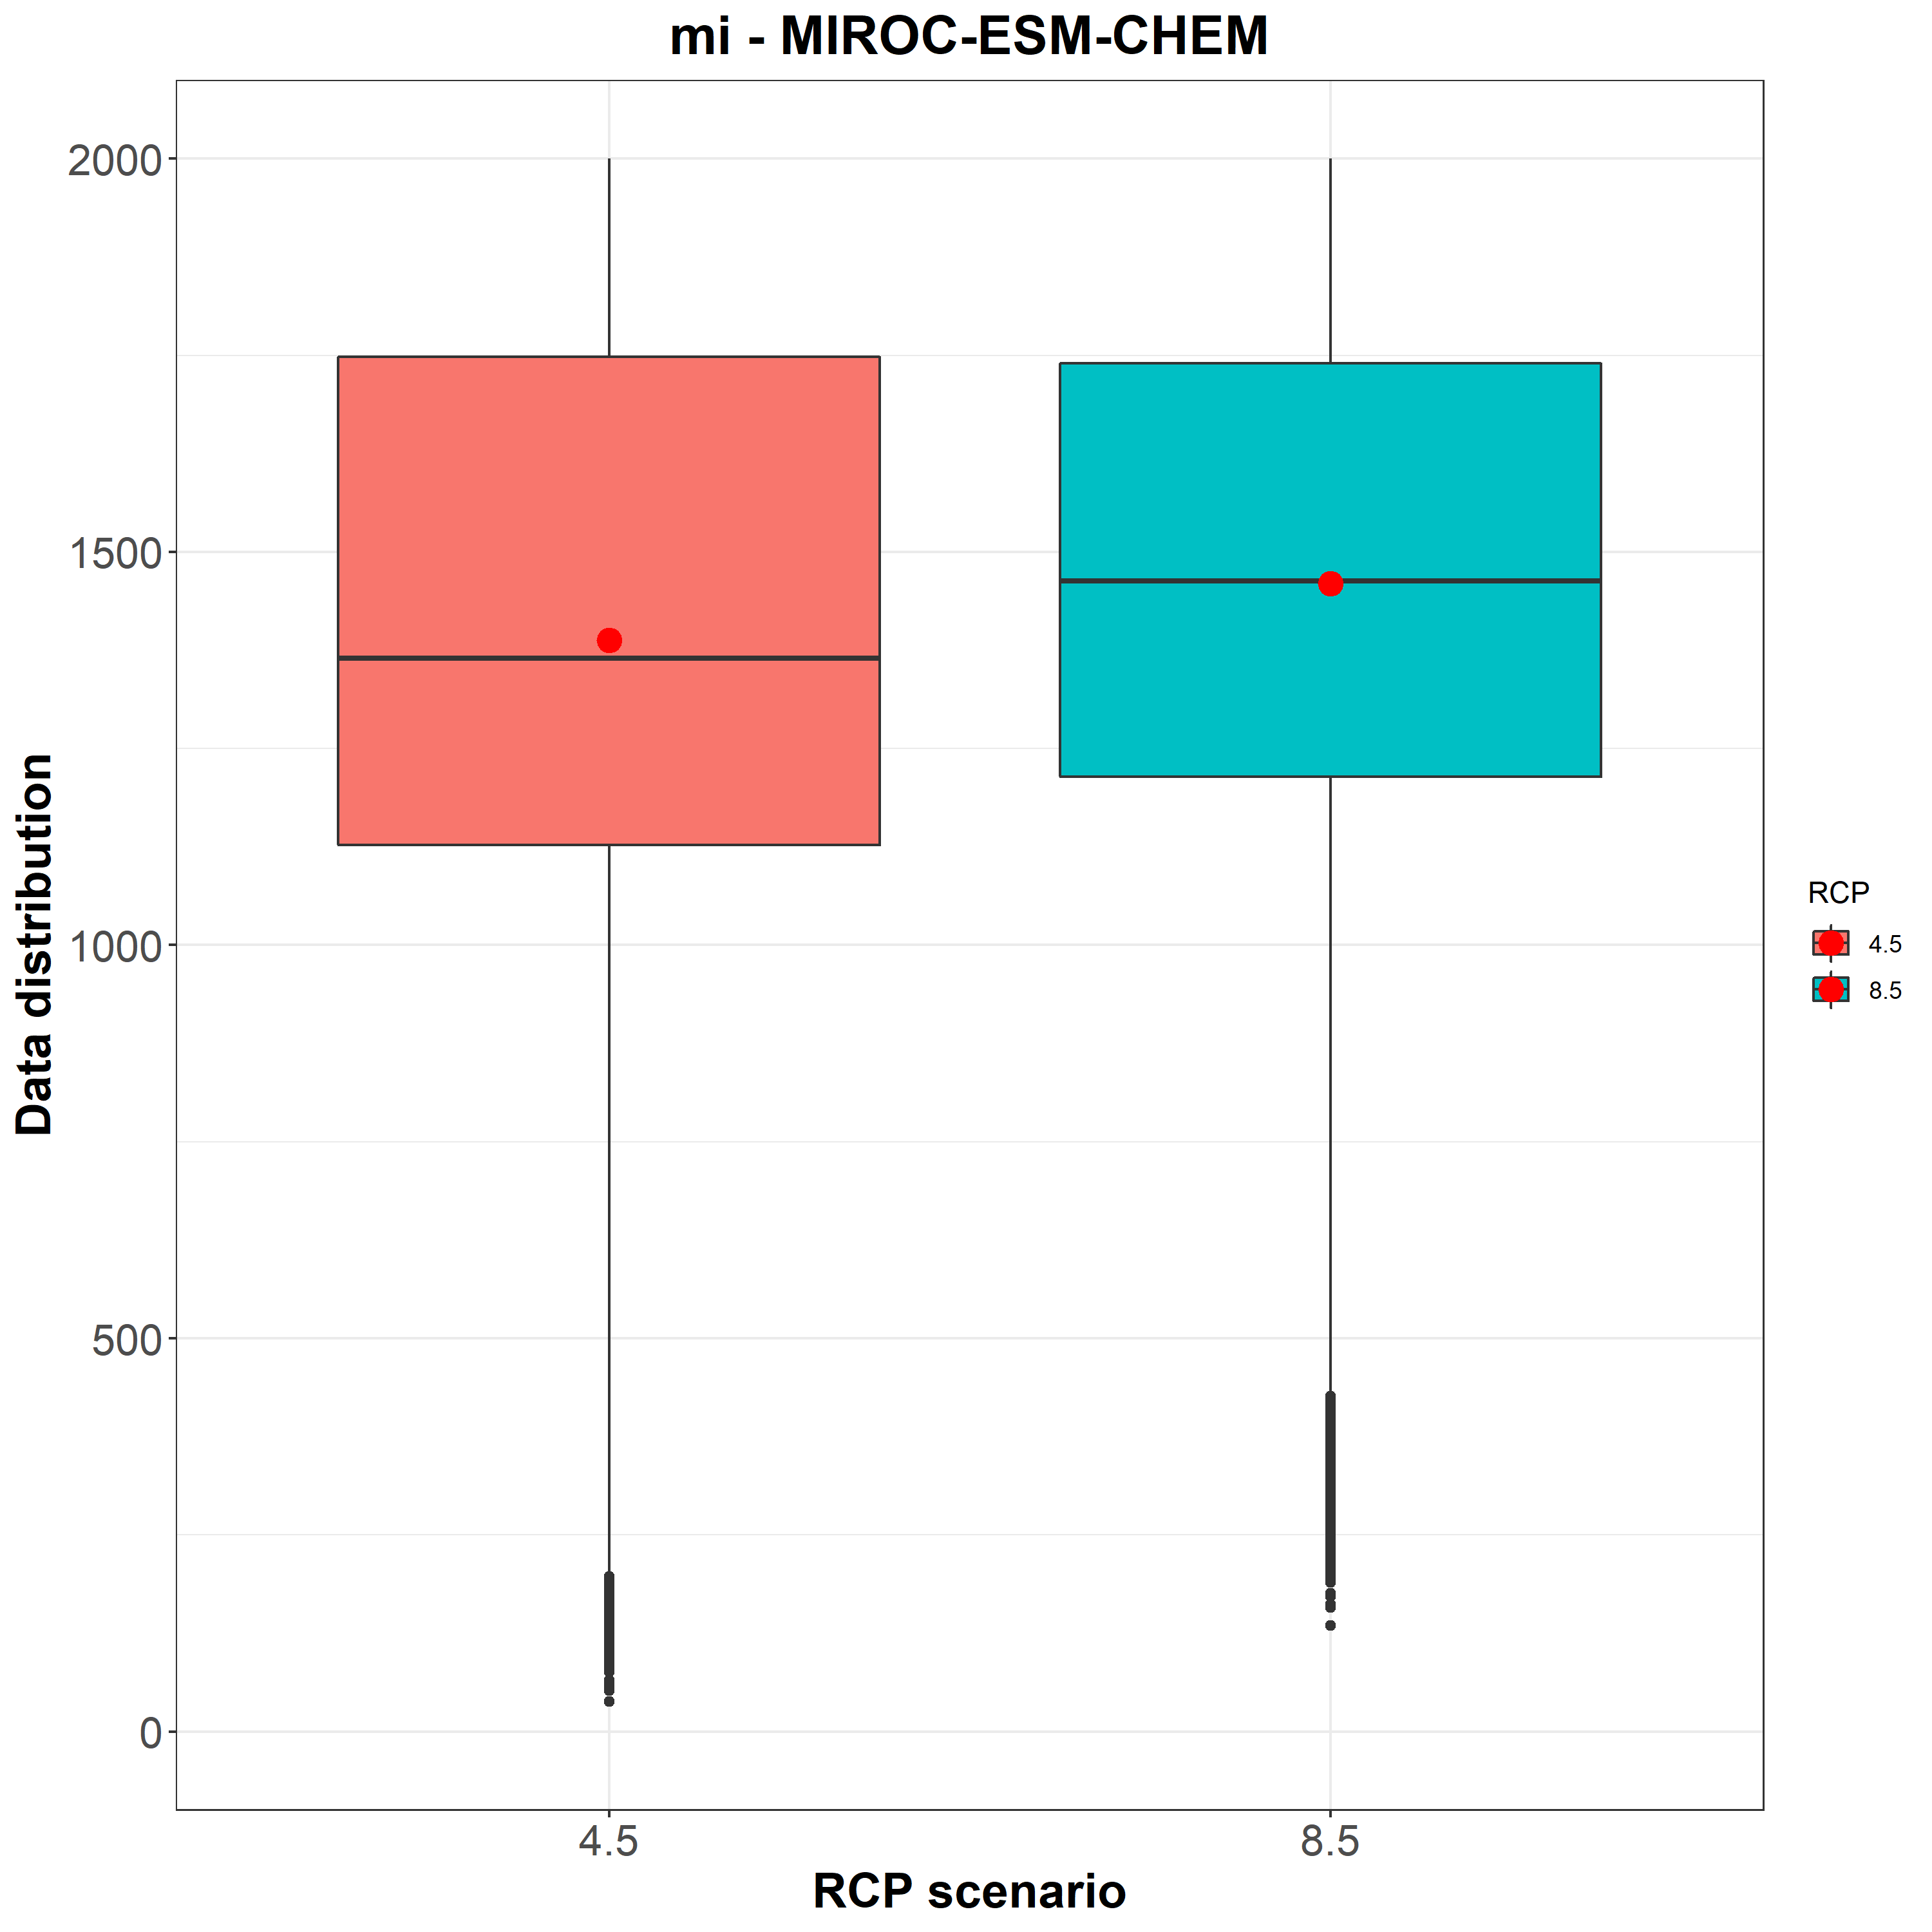 mi - MIROC-ESM-CHEM
2000
1500
1000
500
0
Data distribution
4.5
8.5
RCP scenario
RCP
4.5
8.5